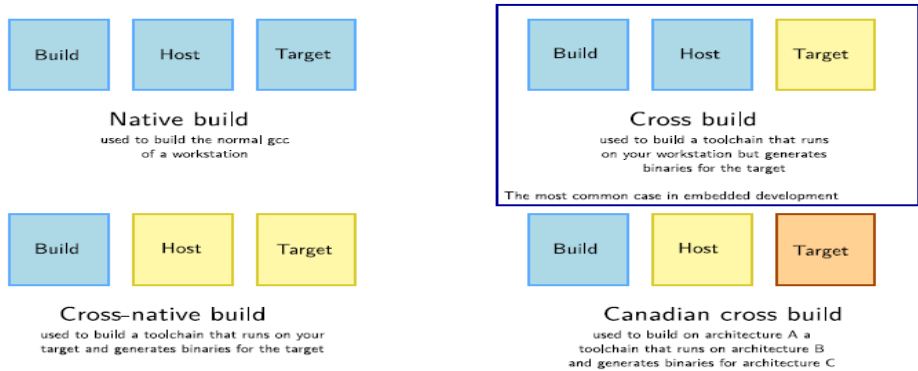 Build Host Target
Native build
used to build the normal gcc
of a workstation
Build Host Target
Cross build
used to build a toolchain that runs
on your workstation but generates
binaries for the target
The most common case in embedded development
Build Host Target
Cross-native build
used to build a toolchain that runs on your
target and generates binaries for the target
Build Host Target
Canadian cross build
used to build on architecture A a
toolchain that runs on architecture B
and generates binaries for architecture C